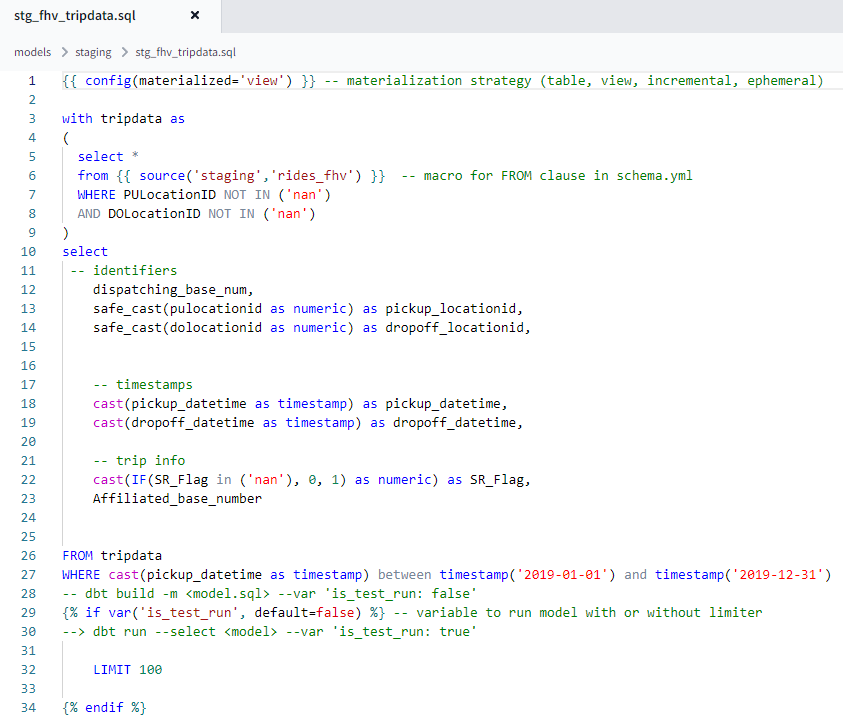 stg_fhv_tripdata.sql ×
models > staging > stg_fhv_tripdata.sql
1 {{ config(materialized='view') }} -- materialization strategy (table, view, incremental, ephemeral)
2
3 with tripdata as
4 (
5   select *
6   from {{ source('staging','rides_fhv') }}  -- macro for FROM clause in schema.yml
7   WHERE PULocationID NOT IN ('nan')
8   AND DOLocationID NOT IN ('nan')
9 )
10 select
11  -- identifiers
12     dispatching_base_num,
13     safe_cast(pulocationid as numeric) as pickup_locationid,
14     safe_cast(dolocationid as numeric) as dropoff_locationid,
15
16
17     -- timestamps
18     cast(pickup_datetime as timestamp) as pickup_datetime,
19     cast(dropoff_datetime as timestamp) as dropoff_datetime,
20
21     -- trip info
22     cast(IF(SR_Flag in ('nan'), 0, 1) as numeric) as SR_Flag,
23     Affiliated_base_number
24
25
26 FROM tripdata
27 WHERE cast(pickup_datetime as timestamp) between timestamp('2019-01-01') and timestamp('2019-12-31')
28 -- dbt build -m <model.sql> --var 'is_test_run: false'
29 {% if var('is_test_run', default=false) %} -- variable to run model with or without limiter
30 --> dbt run --select <model> --var 'is_test_run: true'
31
32     LIMIT 100
33
34 {% endif %}